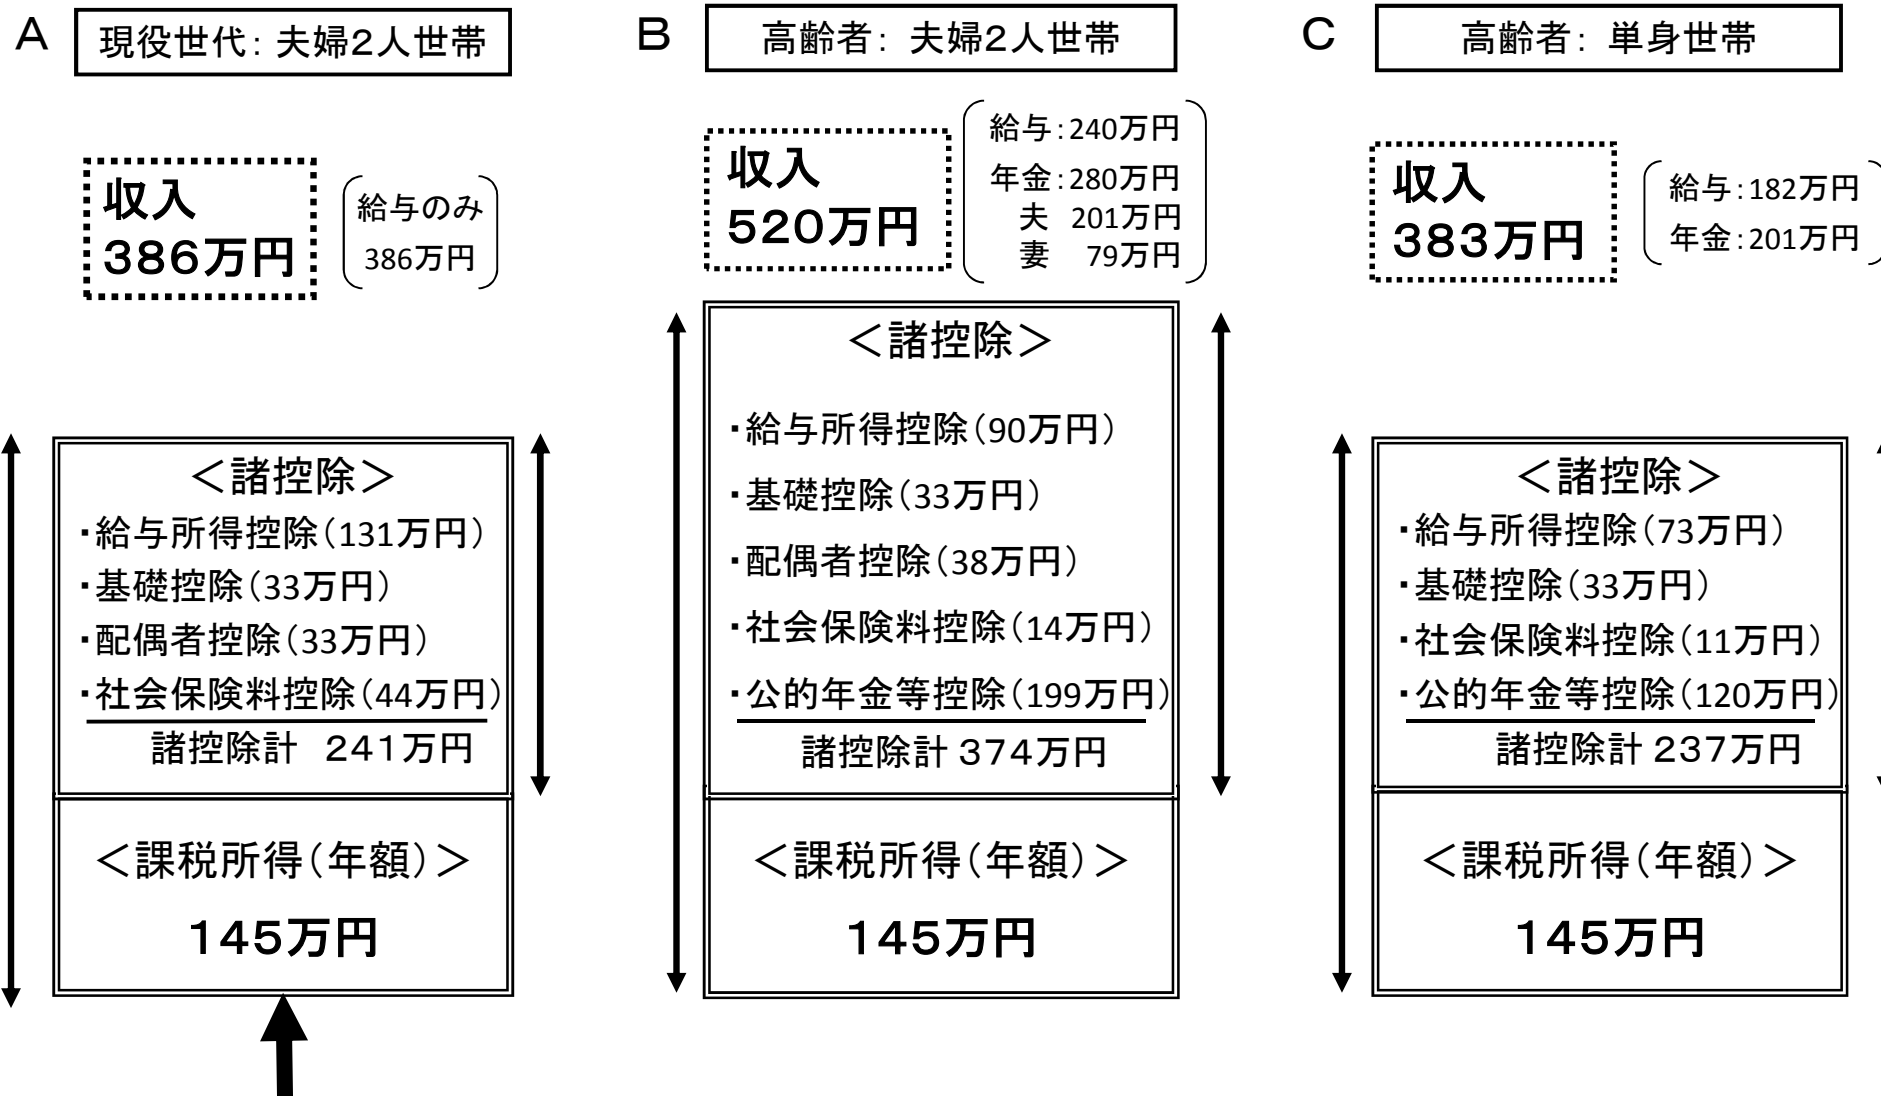 A 現役世代：夫婦2人世帯
収入
386万円
給与のみ
386万円
＜諸控除＞
・給与所得控除（131万円）
・基礎控除（33万円）
・配偶者控除（33万円）
・社会保険料控除（44万円）
諸控除計　241万円
＜課税所得（年額）＞
145万円
B 高齢者： 夫婦2人世帯
収入
520万円
給与：240万円
年金：280万円
夫 201万円
妻 79万円
＜諸控除＞
・給与所得控除（90万円）
・基礎控除（33万円）
・配偶者控除（38万円）
・社会保険料控除（14万円）
・公的年金等控除（199万円）
諸控除計 374万円
＜課税所得（年額）＞
145万円
C 高齢者： 単身世帯
収入
383万円
給与：182万円
年金：201万円
＜諸控除＞
・給与所得控除（73万円）
・基礎控除（33万円）
・社会保険料控除（11万円）
・公的年金等控除（120万円）
諸控除計 237万円
＜課税所得（年額）＞
145万円